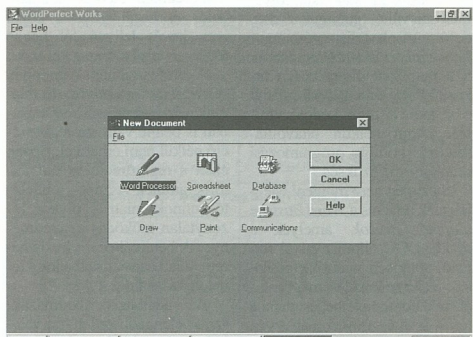 WordPerfect Works
File Help
New Document
File
Word Processor Spreadsheet Database
OK
Cancel
Draw Paint Communications
Help